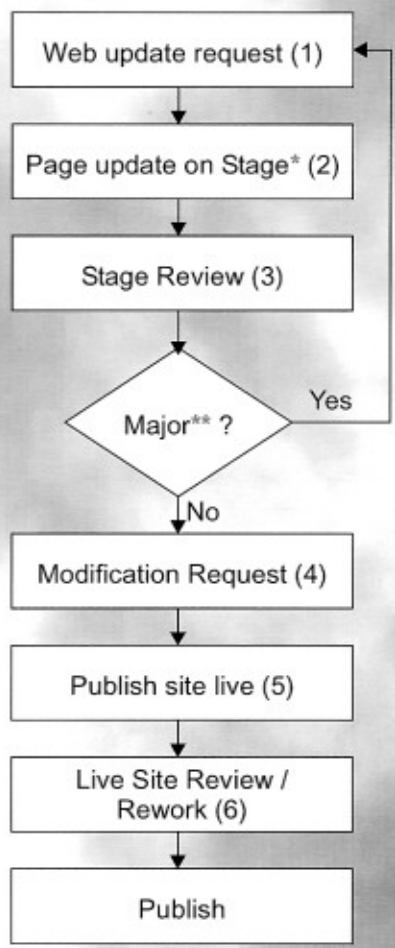 Web update request (1)
Page update on Stage* (2)
Stage Review (3)
Major** ?
Yes
No
Modification Request (4)
Publish site live (5)
Live Site Review /
Rework (6)
Publish